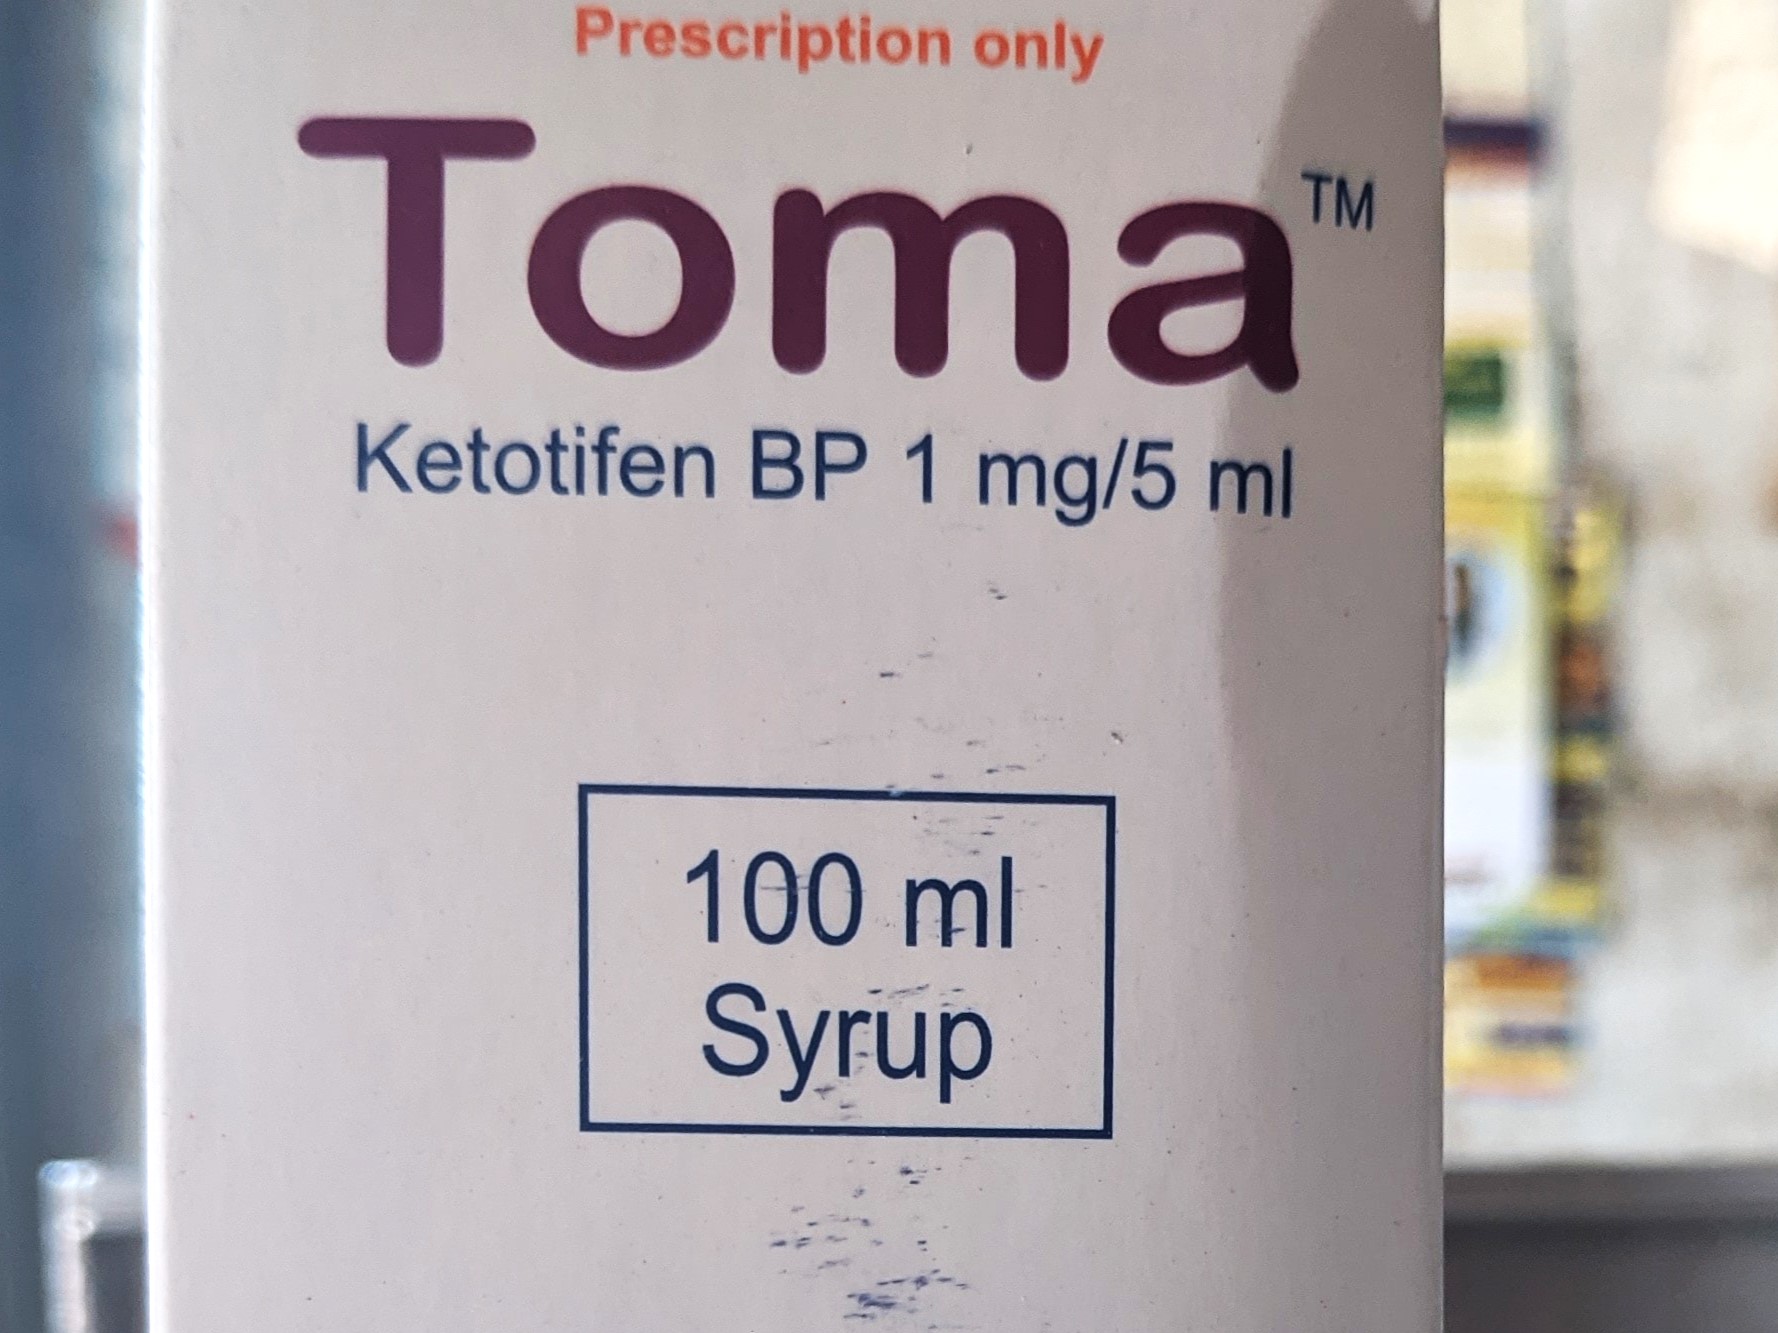 Prescription only
Toma™
Ketotifen BP 1 mg/5 ml
100 ml
Syrup